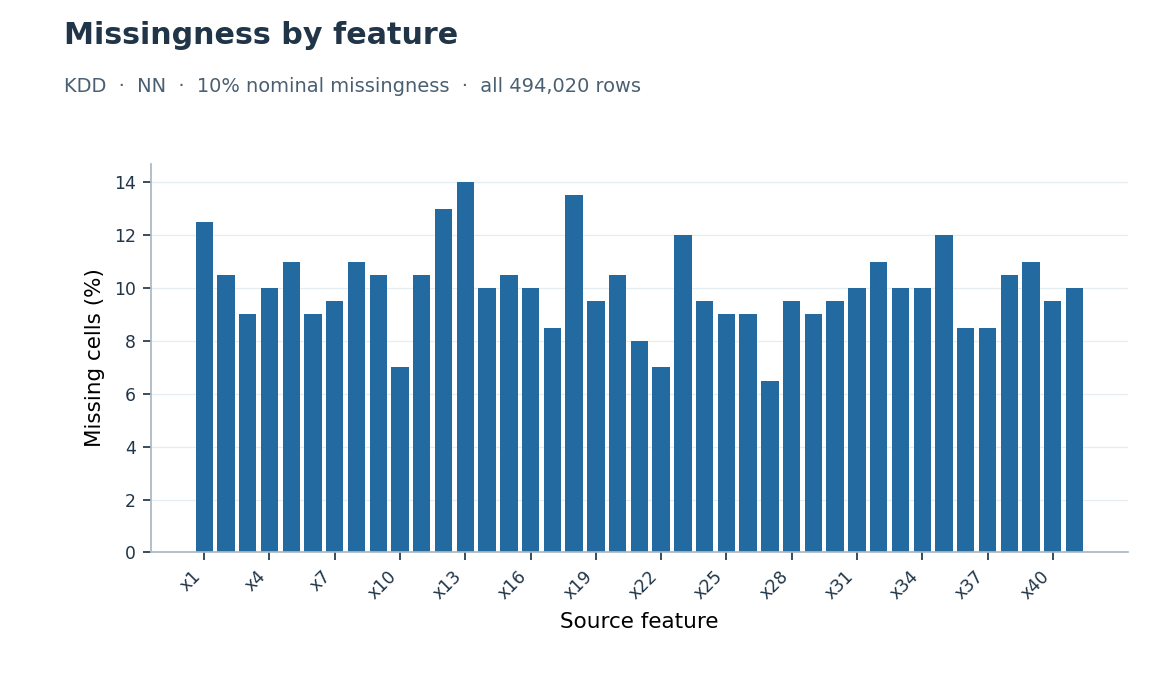 Missingness by feature
KDD · NN · 10% nominal missingness · all 494,020 rows
14
12
10
8
6
4
2
0
Missing cells (%)
x1 x4 x7 x10 x13 x16 x19 x22 x25 x28 x31 x34 x37 x40
Source feature